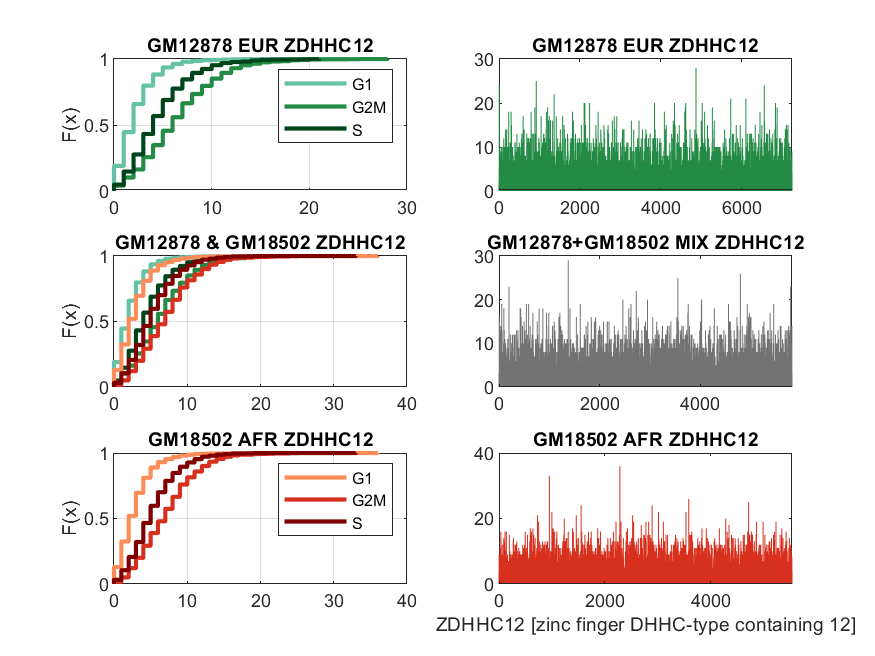 GM12878 EUR ZDHHC12
F(x)
1
0.5
0
0
10
20
30
G1
G2M
S
GM12878 EUR ZDHHC12
30
20
10
0
0
2000
4000
6000
GM12878 & GM18502 ZDHHC12
F(x)
1
0.5
0
0
10
20
30
40
GM12878+GM18502 MIX ZDHHC12
30
20
10
0
0
2000
4000
GM18502 AFR ZDHHC12
F(x)
1
0.5
0
0
10
20
30
40
G1
G2M
S
GM18502 AFR ZDHHC12
40
20
0
0
2000
4000
ZDHHC12 [zinc finger DHHC-type containing 12]